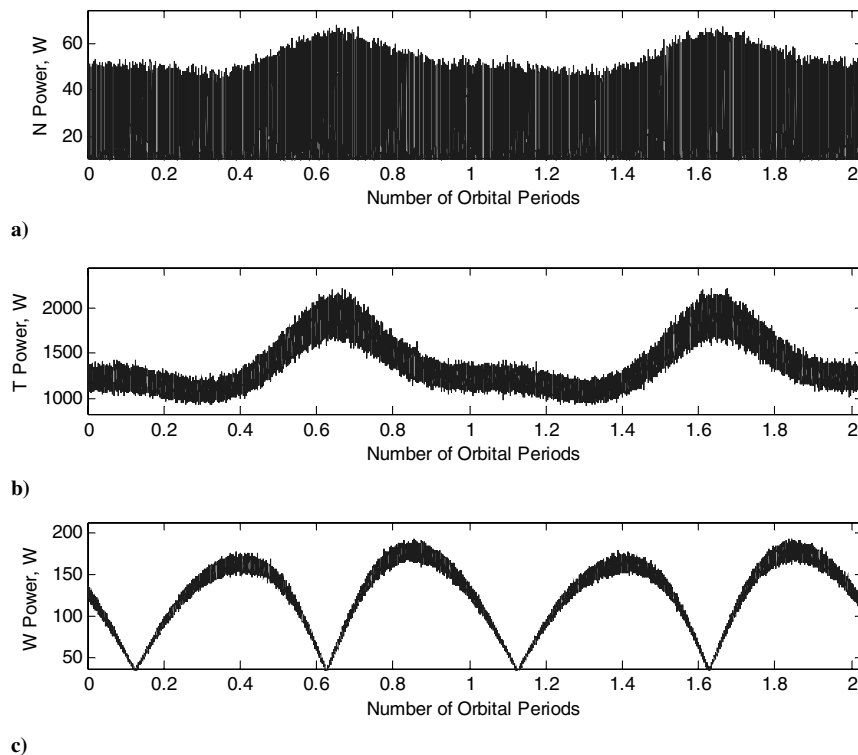 60
40
20
N Power, W
0 0.2 0.4 0.6 0.8 1 1.2 1.4 1.6 1.8 2
Number of Orbital Periods
a)
2000
1500
1000
T Power, W
0 0.2 0.4 0.6 0.8 1 1.2 1.4 1.6 1.8 2
Number of Orbital Periods
b)
200
150
100
50
W Power, W
0 0.2 0.4 0.6 0.8 1 1.2 1.4 1.6 1.8 2
Number of Orbital Periods
c)